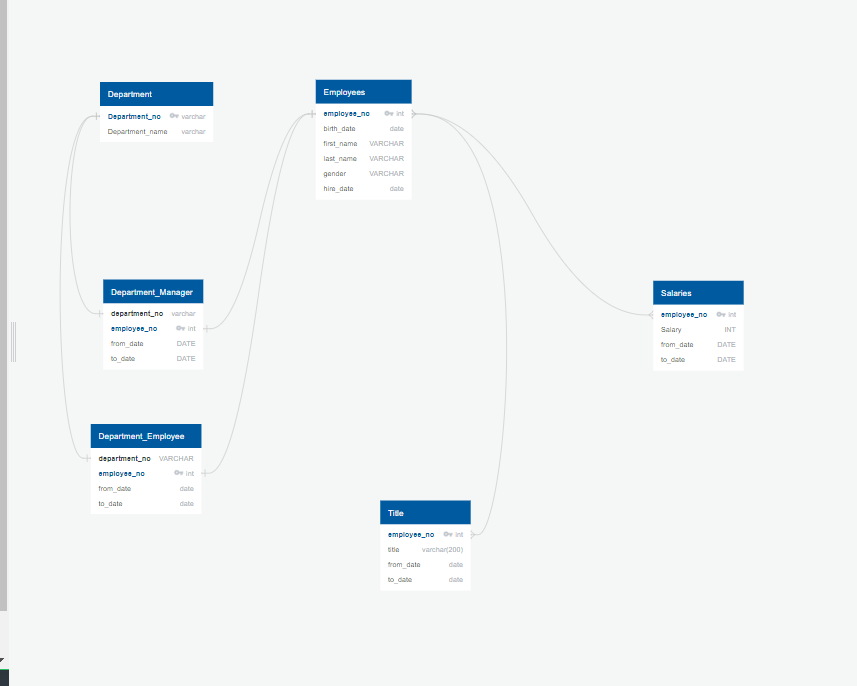 Department
Department_no varchar
Department_name varchar
Employees
employee_no int
birth_date date
first_name VARCHAR
last_name VARCHAR
gender VARCHAR
hire_date date
Department_Manager
department_no varchar
employee_no int
from_date DATE
to_date DATE
Salaries
employee_no int
Salary INT
from_date DATE
to_date DATE
Department_Employee
department_no VARCHAR
employee_no int
from_date date
to_date date
Title
employee_no int
title varchar(200)
from_date date
to_date date